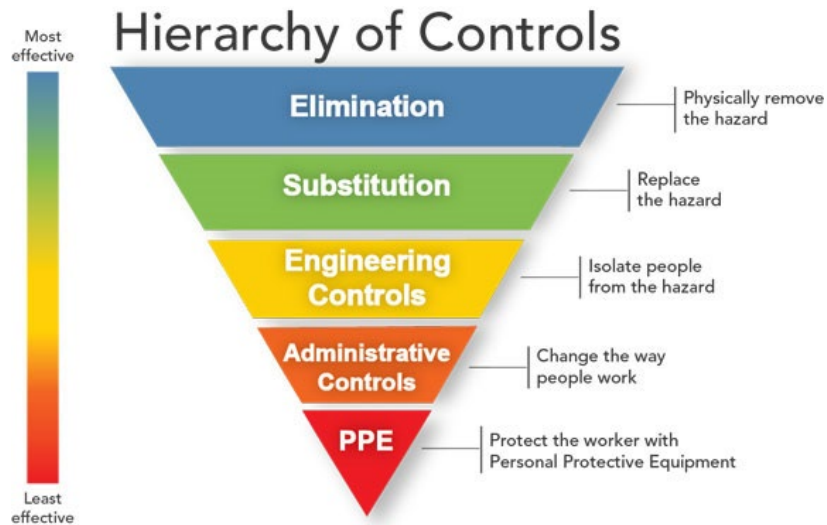 Hierarchy of Controls
Most
effective
Elimination
Physically remove
the hazard
Substitution
Replace
the hazard
Engineering
Controls
Isolate people
from the hazard
Administrative
Controls
Change the way
people work
PPE
Protect the worker with
Personal Protective Equipment
Least
effective